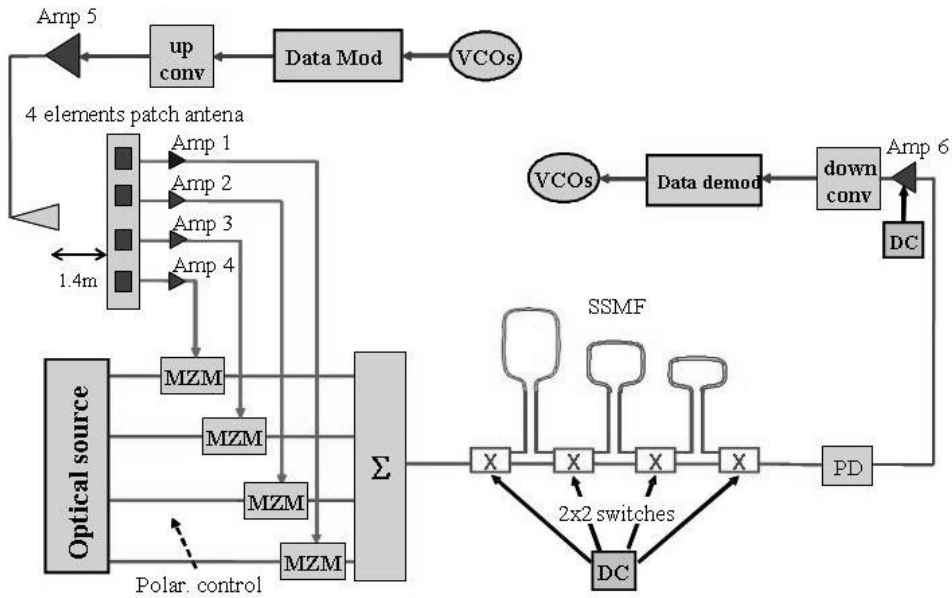 Amp 5
up
conv
Data Mod
VCOs
4 elements patch antena
Amp 1
Amp 2
Amp 3
Amp 4
1.4m
Amp 6
VCOs
Data demod
down
conv
DC
SSMF
Optical source
MZM
MZM
MZM
MZM
Σ
X
X
X
X
PD
2x2 switches
DC
Polar. control